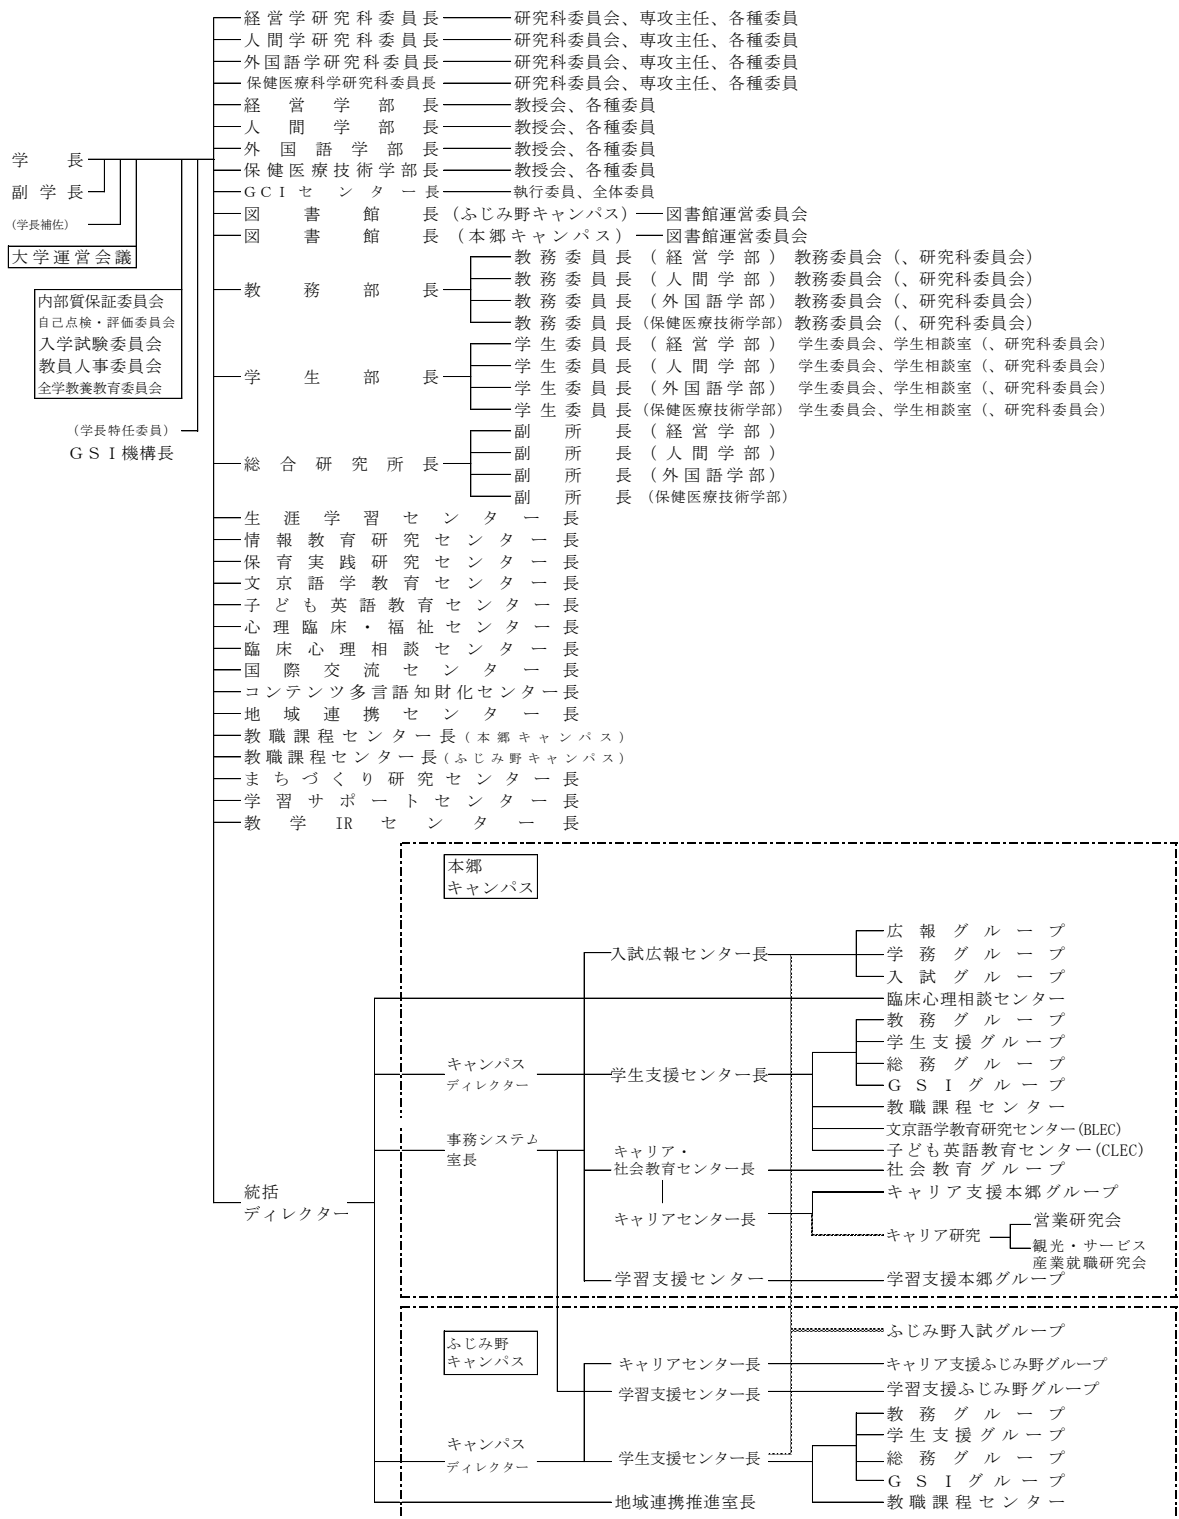 経営学研究科委員長 研究科委員会、専攻主任、各種委員
人間学研究科委員長 研究科委員会、専攻主任、各種委員
外国語学研究科委員長 研究科委員会、専攻主任、各種委員
保健医療科学研究科委員長 研究科委員会、専攻主任、各種委員
経営学部長 教授会、各種委員
人間学部長 教授会、各種委員
外国語学部長 教授会、各種委員
学長
保健医療技術学部長 教授会、各種委員
副学長
GCIセンター長 執行委員、全体委員
図書館長(ふじみ野キャンパス) 図書館運営委員会
(学長補佐)
図書館長(本郷キャンパス) 図書館運営委員会
大学運営会議
教務委員長(経営学部) 教務委員会(、研究科委員会)
教務委員長(人間学部) 教務委員会(、研究科委員会)
教務部長
教務委員長(外国語学部) 教務委員会(、研究科委員会)
教務委員長(保健医療技術学部) 教務委員会(、研究科委員会)
内部質保証委員会
自己点検・評価委員会
入学試験委員会
教員人事委員会
全学教養教育委員会
学生委員長(経営学部) 学生委員会、学生相談室(、研究科委員会)
学生委員長(人間学部) 学生委員会、学生相談室(、研究科委員会)
学生部長
学生委員長(外国語学部) 学生委員会、学生相談室(、研究科委員会)
学生委員長(保健医療技術学部) 学生委員会、学生相談室(、研究科委員会)
(学長特任委員)
GSI機構長
副所長(経営学部)
副所長(人間学部)
総合研究所長
副所長(外国語学部)
副所長(保健医療技術学部)
生涯学習センター長
情報教育研究センター長
保育実践研究センター長
文京語学教育センター長
子ども英語教育センター長
心理臨床・福祉センター長
臨床心理相談センター長
国際交流センター長
コンテンツ多言語知財化センター長
地域連携センター長
教職課程センター長(本郷キャンパス)
教職課程センター長(ふじみ野キャンパス)
まちづくり研究センター長
学習サポートセンター長
教学IRセンター長
本郷
キャンパス
広報グループ
入試広報センター長 学務グループ
入試グループ
臨床心理相談センター
教務グループ
学生支援グループ
キャンパス
ディレクター
学生支援センター長
総務グループ
GSIグループ
教職課程センター
文京語学教育研究センター(BLEC)
子ども英語教育センター(CLEC)
事務システム
室長
キャリア・
社会教育センター長 社会教育グループ
統括
ディレクター
キャリア支援本郷グループ
キャリアセンター長
キャリア研究
営業研究会
観光・サービス
産業就職研究会
学習支援センター 学習支援本郷グループ
ふじみ野入試グループ
ふじみ野
キャンパス
キャリアセンター長 キャリア支援ふじみ野グループ
学習支援センター長 学習支援ふじみ野グループ
教務グループ
学生支援グループ
キャンパス
ディレクター
学生支援センター長
総務グループ
GSIグループ
地域連携推進室長 教職課程センター